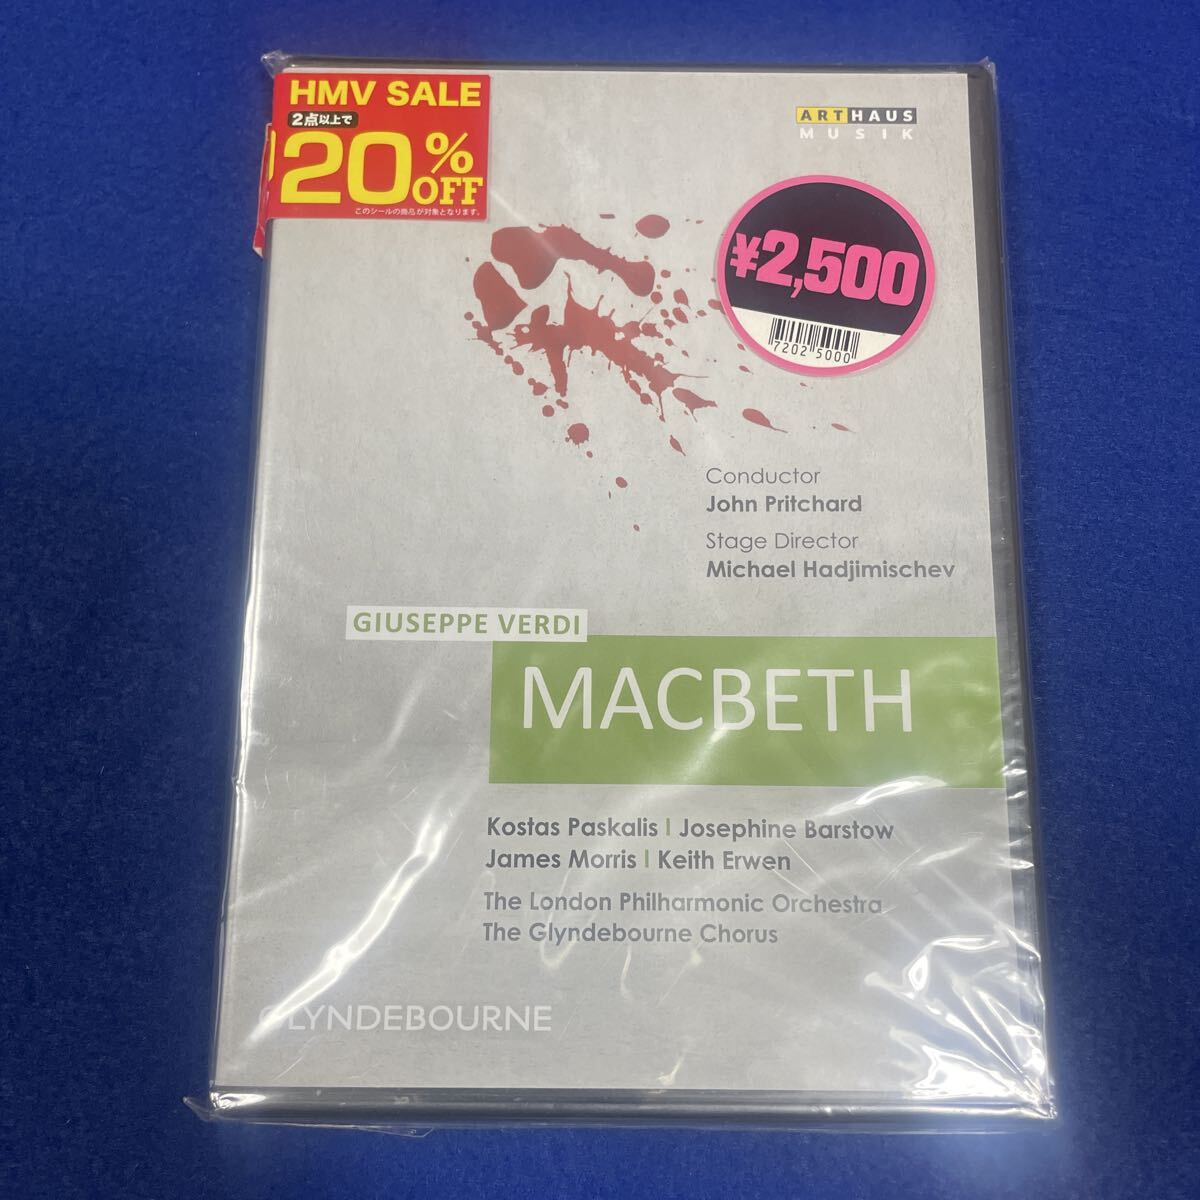 HMV SALE
2点以上で
20% OFF
このシールの商品が対象となります。
ARTHAUS
MUSIK
¥2,500
7202 5000
Conductor
John Pritchard
Stage Director
Michael Hadjimischev
GIUSEPPE VERDI
MACBETH
Kostas Paskalis | Josephine Barstow
James Morris | Keith Erwen
The London Philharmonic Orchestra
The Glyndebourne Chorus
GLYNDEBOURNE